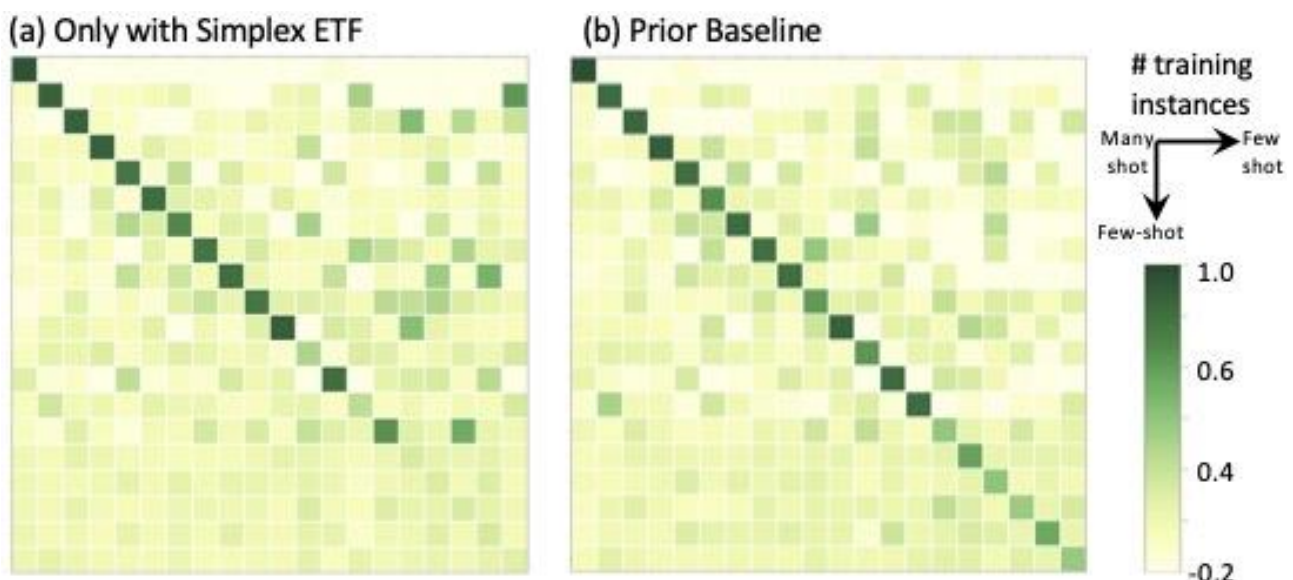 (a) Only with Simplex ETF
(b) Prior Baseline
# training
instances
Many
shot
Few
shot
Few-shot
1.0
0.6
0.4
-0.2